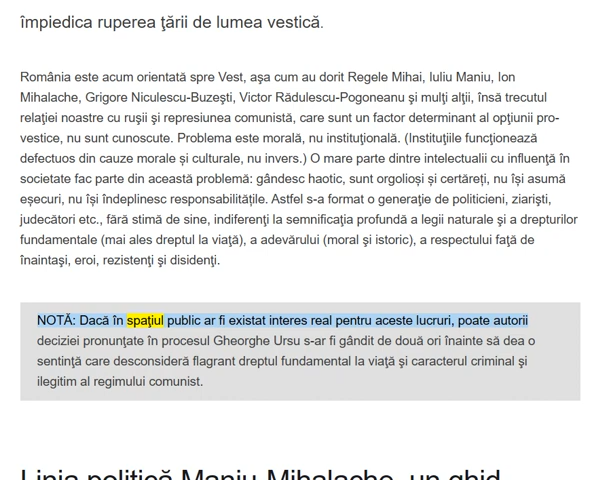 împiedica ruperea ţării de lumea vestică.
România este acum orientată spre Vest, aşa cum au dorit Regele Mihai, Iuliu Maniu, Ion
Mihalache, Grigore Niculescu-Buzeşti, Victor Rădulescu-Pogoneanu şi mulţi alţii, însă trecutul
relaţiei noastre cu ruşii şi represiunea comunistă, care sunt un factor determinant al opţiunii pro-
vestice, nu sunt cunoscute. Problema este morală, nu instituţională. (Instituţiile funcţionează
defectuos din cauze morale şi culturale, nu invers.) O mare parte dintre intelectualii cu influenţă în
societate fac parte din această problemă: gândesc haotic, sunt orgolioşi și certăreți, nu își asumă
eșecuri, nu își îndeplinesc responsabilitățile. Astfel s-a format o generaţie de politicieni, ziarişti,
judecători etc., fără stimă de sine, indiferenţi la semnificaţia profundă a legii naturale şi a drepturilor
fundamentale (mai ales dreptul la viaţă), a adevărului (moral şi istoric), a respectului faţă de
înaintaşi, eroi, rezistenţi şi disidenţi.
NOTĂ: Dacă în spaţiul public ar fi existat interes real pentru aceste lucruri, poate autorii
deciziei pronunţate în procesul Gheorghe Ursu s-ar fi gândit de două ori înainte să dea o
sentinţă care desconsideră flagrant dreptul fundamental la viaţă şi caracterul criminal şi
ilegitim al regimului comunist.
Linia politică Maniu-Mihalache, un ghid